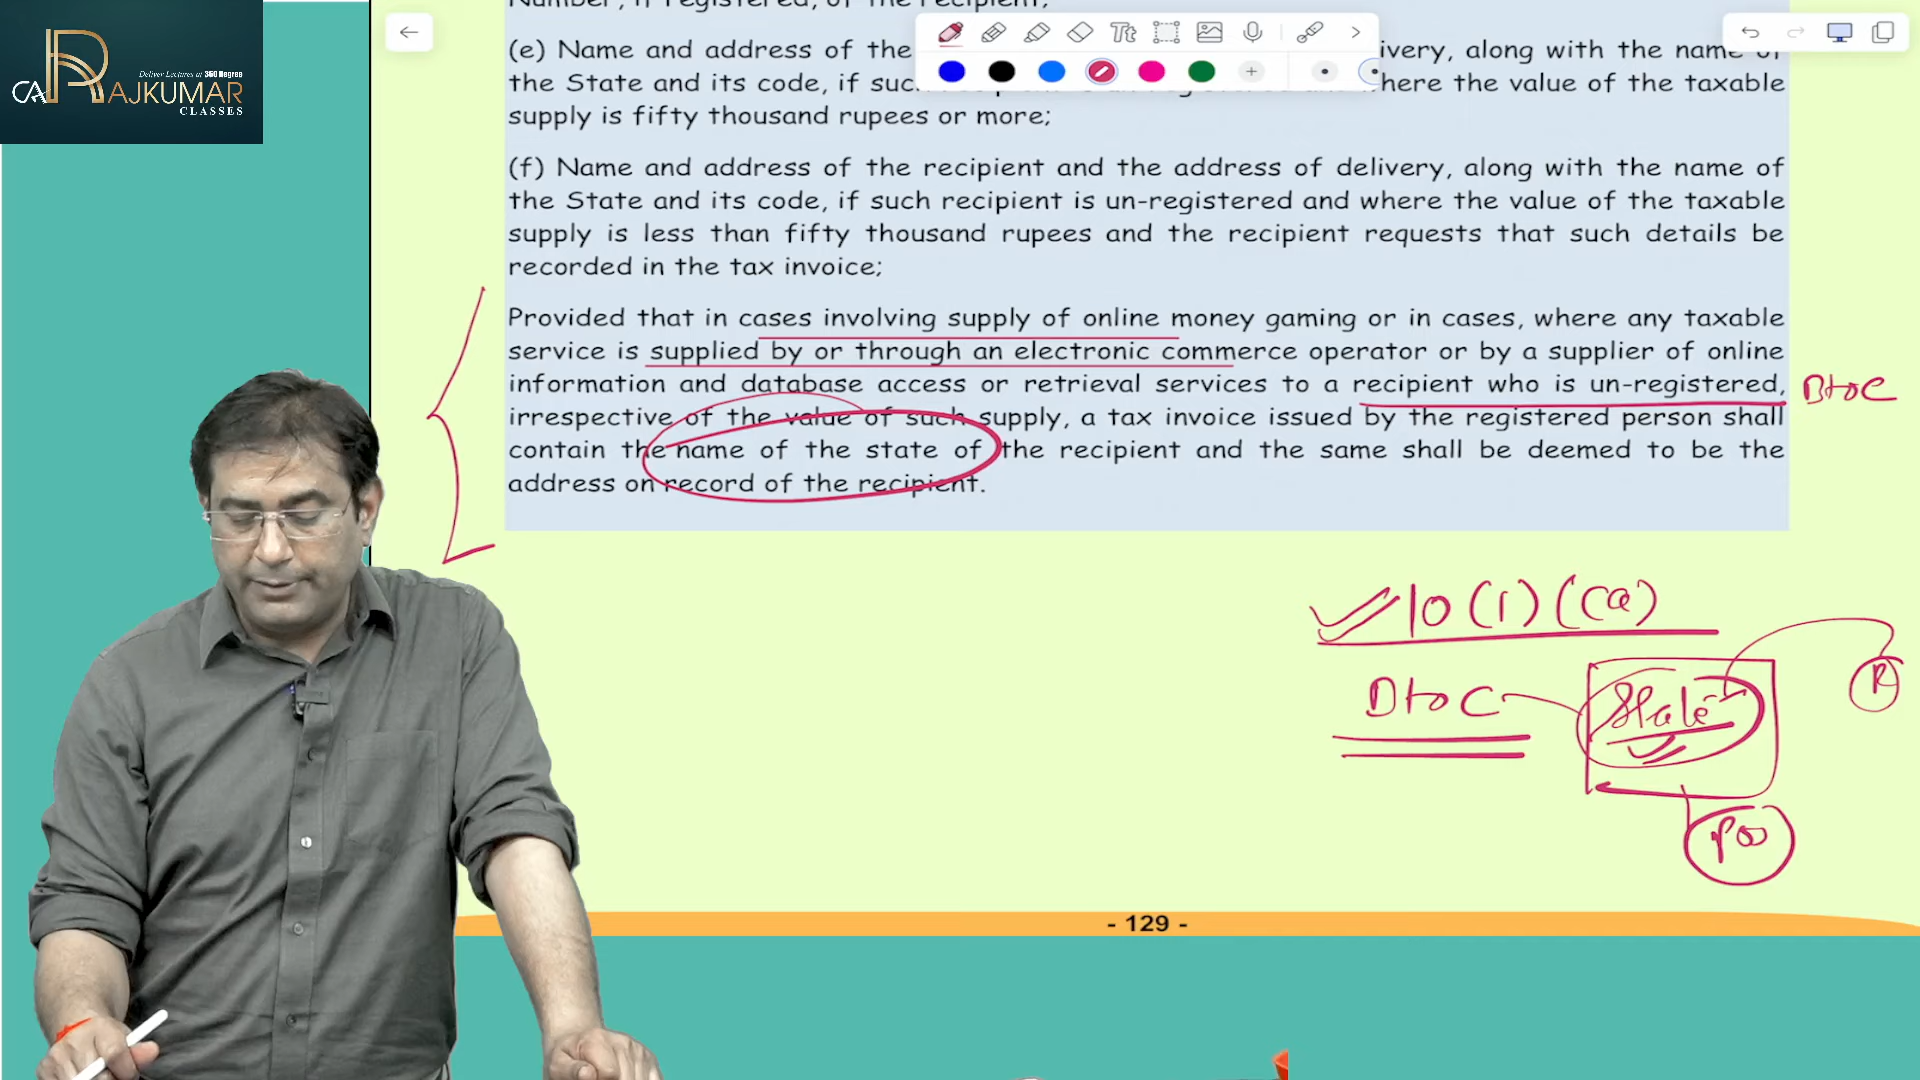 Deliver Lectures at 360 Degree
CA RAJKUMAR
CLASSES
Number, if registered, of the recipient;
(e) Name and address of the
ivery, along with the name of
the State and its code, if such
here the value of the taxable
supply is fifty thousand rupees or more;
(f) Name and address of the recipient and the address of delivery, along with the name of
the State and its code, if such recipient is un-registered and where the value of the taxable
supply is less than fifty thousand rupees and the recipient requests that such details be
recorded in the tax invoice;
Provided that in cases involving supply of online money gaming or in cases, where any taxable
service is supplied by or through an electronic commerce operator or by a supplier of online
information and database access or retrieval services to a recipient who is un-registered,
BtoC
irrespective of the value of such supply, a tax invoice issued by the registered person shall
contain the name of the state of the recipient and the same shall be deemed to be the
address on record of the recipient.
10 (1) (ca)
BtoC
State
R
POS
- 129 -
Tt